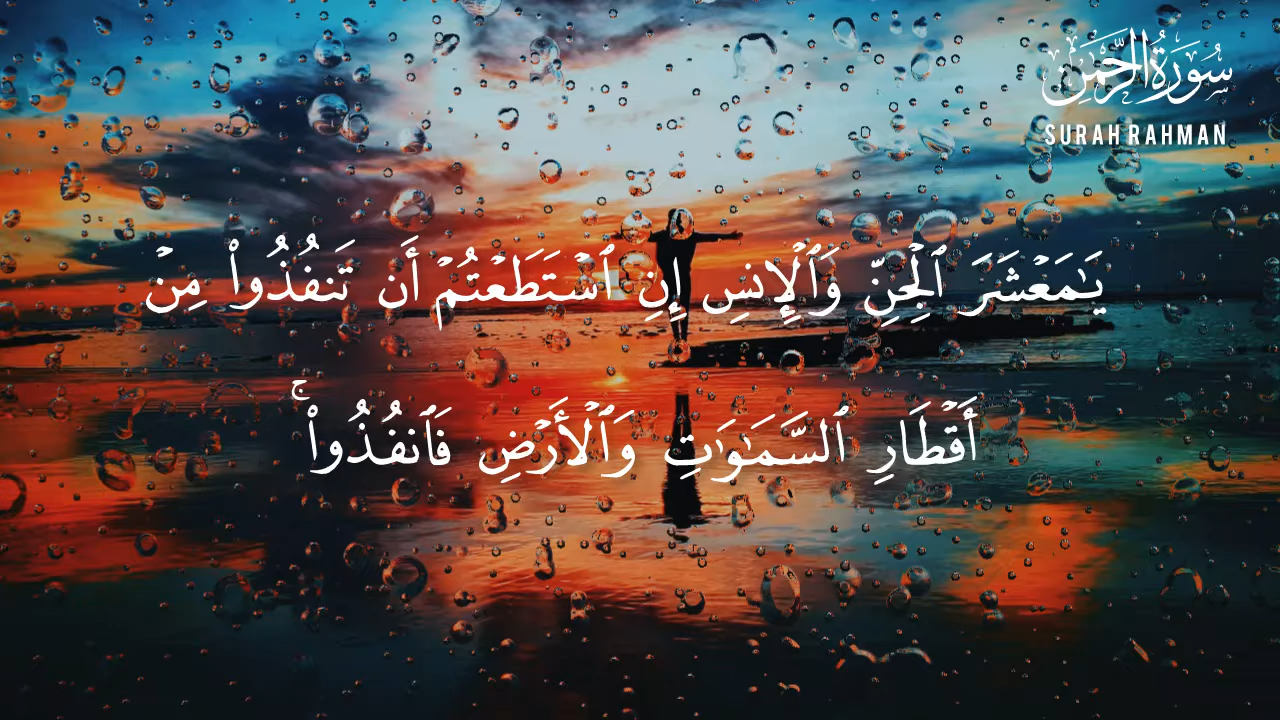 سُورَةُ الرَّحْمَٰن
SURAH RAHMAN
يَـٰمَعْشَرَ ٱلْجِنِّ وَٱلْإِنسِ إِنِ ٱسْتَطَعْتُمْ أَن تَنفُذُوا۟ مِنْ
أَقْطَارِ ٱلسَّمَـٰوَٰتِ وَٱلْأَرْضِ فَٱنفُذُوا۟ ۚ